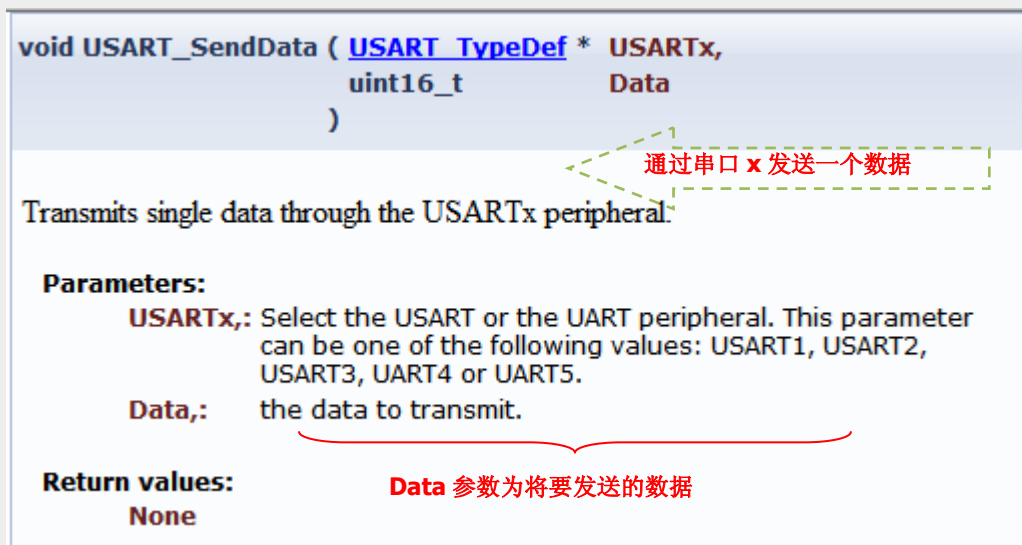 void USART_SendData ( USART_TypeDef * USARTx,
uint16_t Data
)
通过串口 x 发送一个数据
Transmits single data through the USARTx peripheral.
Parameters:
USARTx,: Select the USART or the UART peripheral. This parameter
can be one of the following values: USART1, USART2,
USART3, UART4 or UART5.
Data,: the data to transmit.
Return values:
Data 参数为将要发送的数据
None